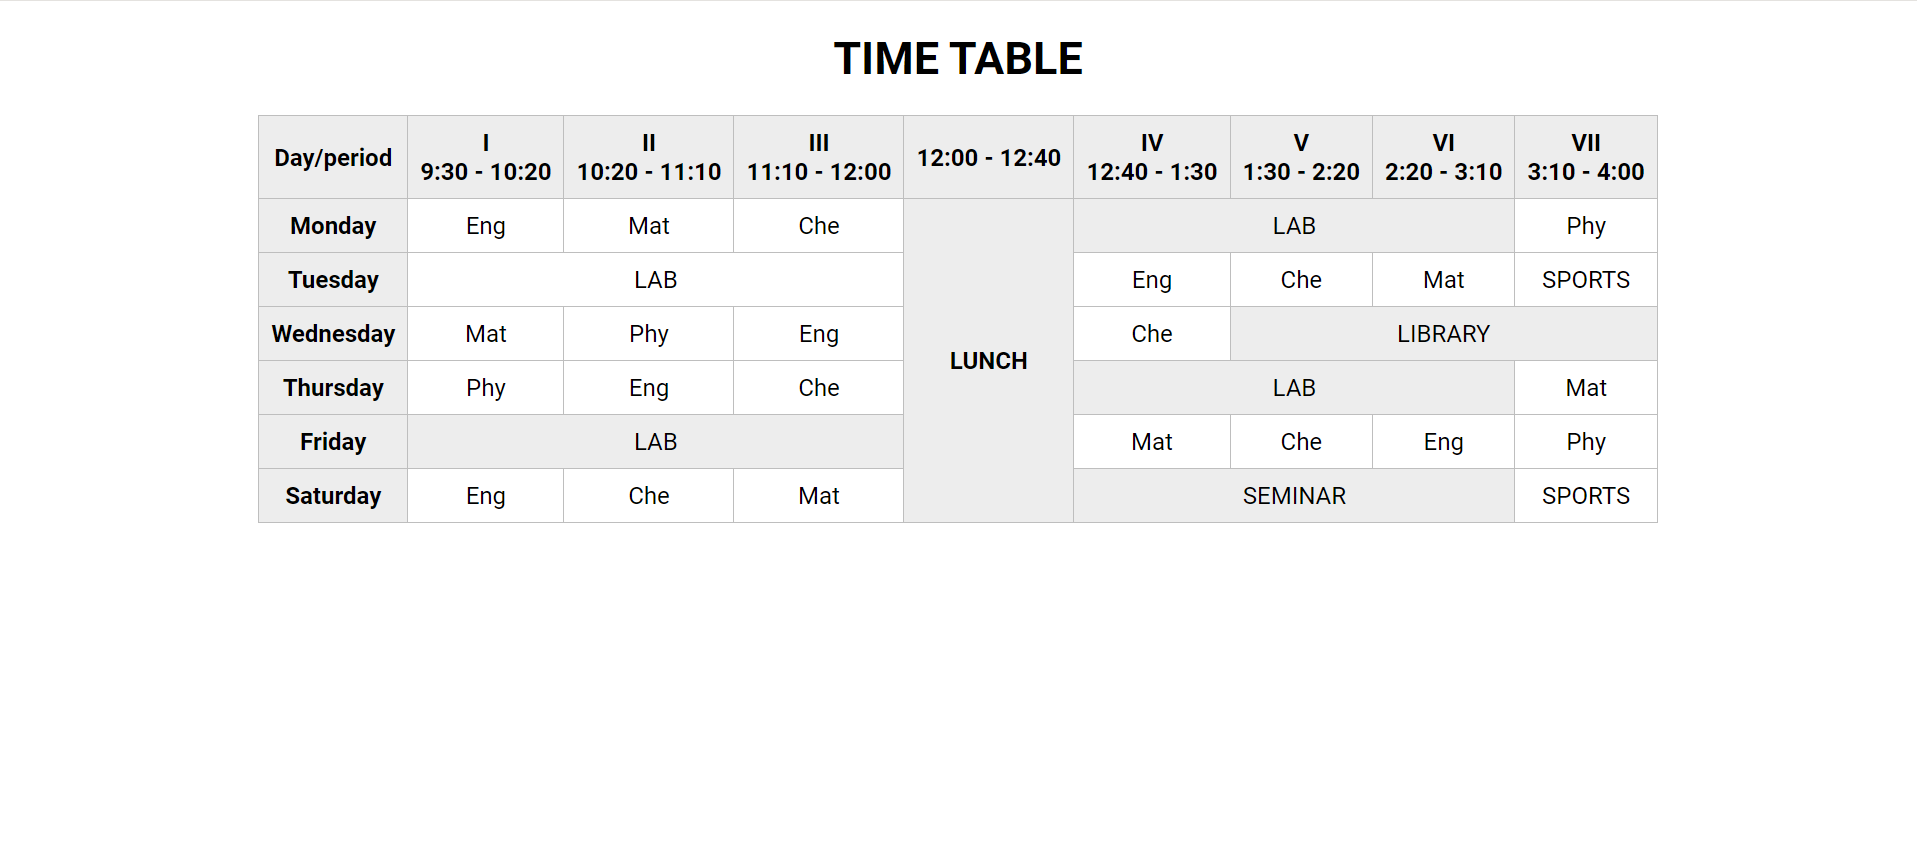 TIME TABLE
Day/period I 9:30 - 10:20 II 10:20 - 11:10 III 11:10 - 12:00 12:00 - 12:40 IV 12:40 - 1:30 V 1:30 - 2:20 VI 2:20 - 3:10 VII 3:10 - 4:00
Monday Eng Mat Che LUNCH LAB Phy
Tuesday LAB Eng Che Mat SPORTS
Wednesday Mat Phy Eng Che LIBRARY
Thursday Phy Eng Che LAB Mat
Friday LAB Mat Che Eng Phy
Saturday Eng Che Mat SEMINAR SPORTS